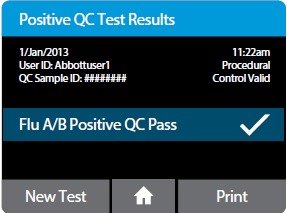 Positive QC Test Results
1/Jan/2013 11:22am
User ID: Abbottuser1 Procedural
QC Sample ID: ######## Control Valid
Flu A/B Positive QC Pass
New Test Print